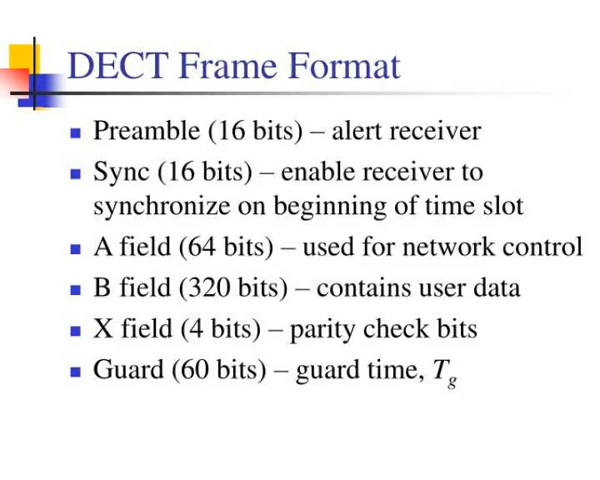 DECT Frame Format
Preamble (16 bits) – alert receiver
Sync (16 bits) – enable receiver to
synchronize on beginning of time slot
A field (64 bits) – used for network control
B field (320 bits) – contains user data
X field (4 bits) – parity check bits
Guard (60 bits) – guard time, Tg